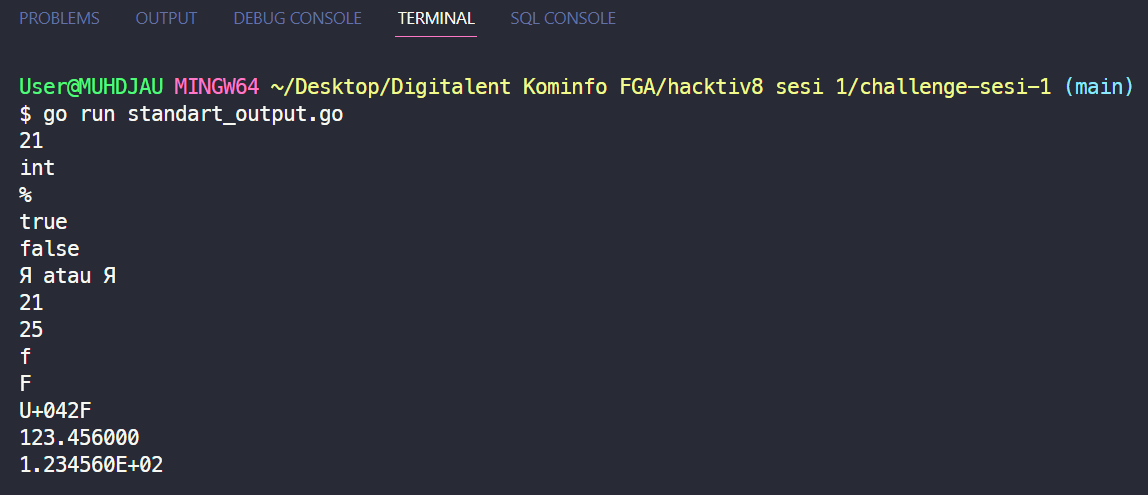 PROBLEMS OUTPUT DEBUG CONSOLE TERMINAL SQL CONSOLE
User@MUHDJAU MINGW64 ~/Desktop/Digitalent Kominfo FGA/hacktiv8 sesi 1/challenge-sesi-1 (main)
$ go run standart_output.go
21
int
%
true
false
Я atau Я
21
25
f
F
U+042F
123.456000
1.234560E+02